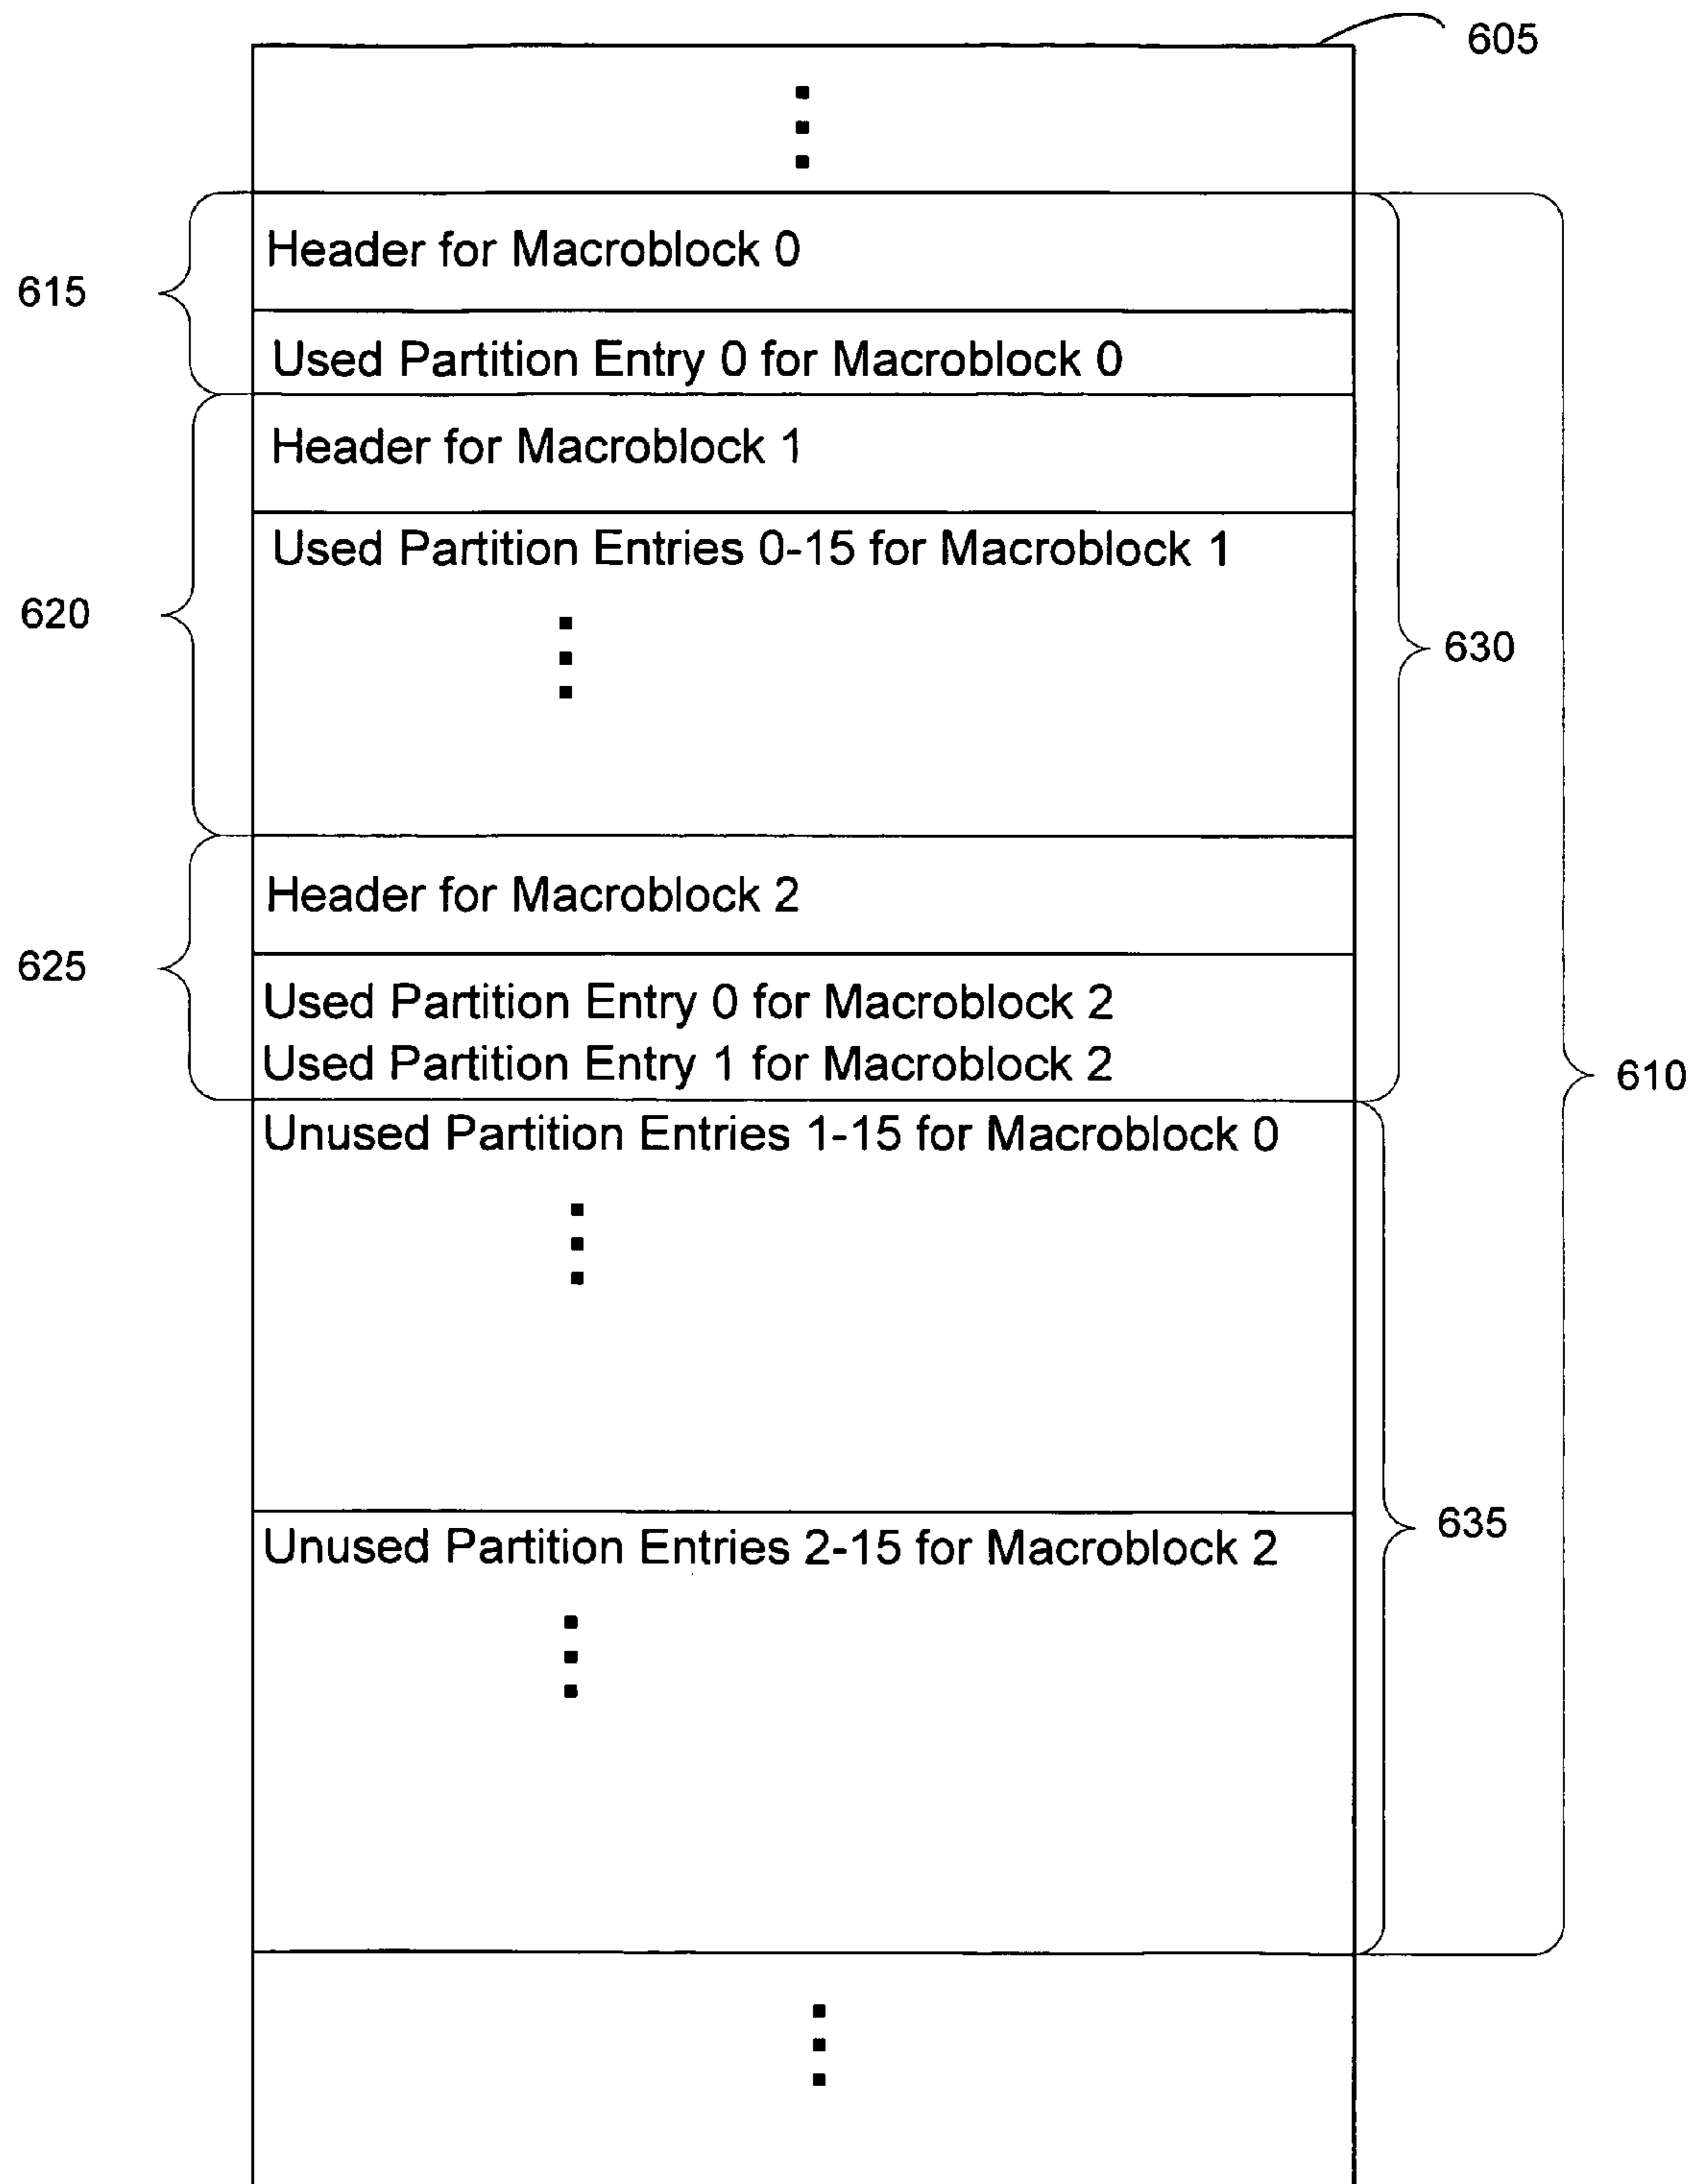 605
Header for Macroblock 0
615
Used Partition Entry 0 for Macroblock 0
Header for Macroblock 1
Used Partition Entries 0-15 for Macroblock 1
620
630
Header for Macroblock 2
625
Used Partition Entry 0 for Macroblock 2
Used Partition Entry 1 for Macroblock 2
610
Unused Partition Entries 1-15 for Macroblock 0
635
Unused Partition Entries 2-15 for Macroblock 2